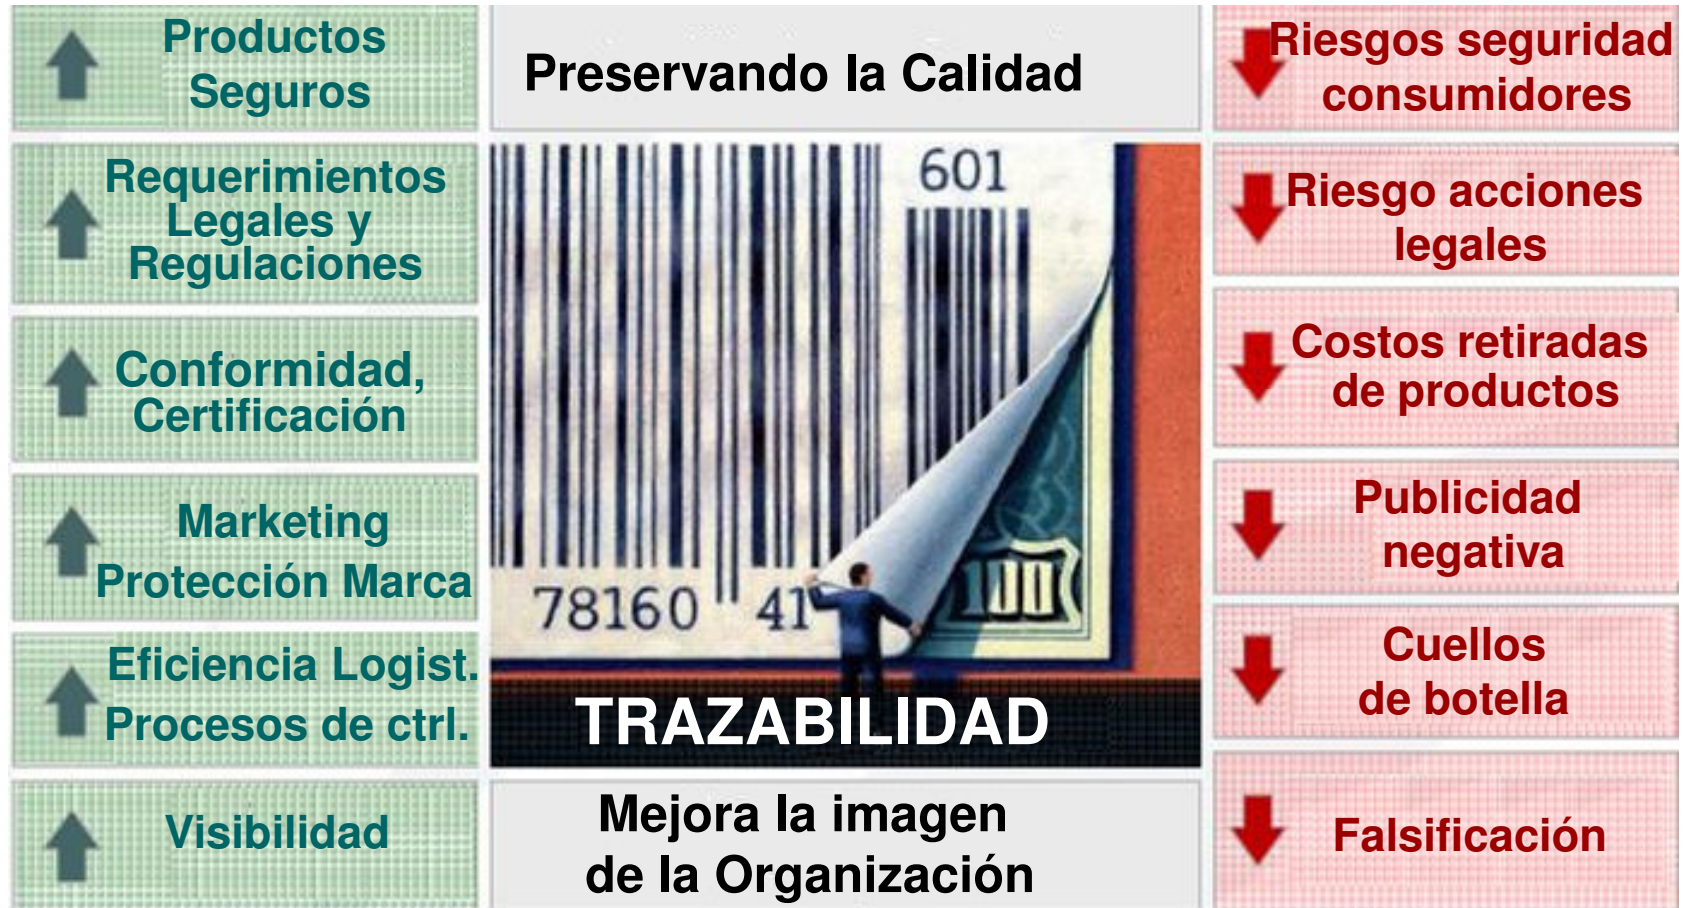 Productos
Seguros
Requerimientos
Legales y
Regulaciones
Conformidad,
Certificación
Marketing
Protección Marca
Eficiencia Logist.
Procesos de ctrl.
Visibilidad
Preservando la Calidad
601
78160 41
100
TRAZABILIDAD
Mejora la imagen
de la Organización
Riesgos seguridad
consumidores
Riesgo acciones
legales
Costos retiradas
de productos
Publicidad
negativa
Cuellos
de botella
Falsificación